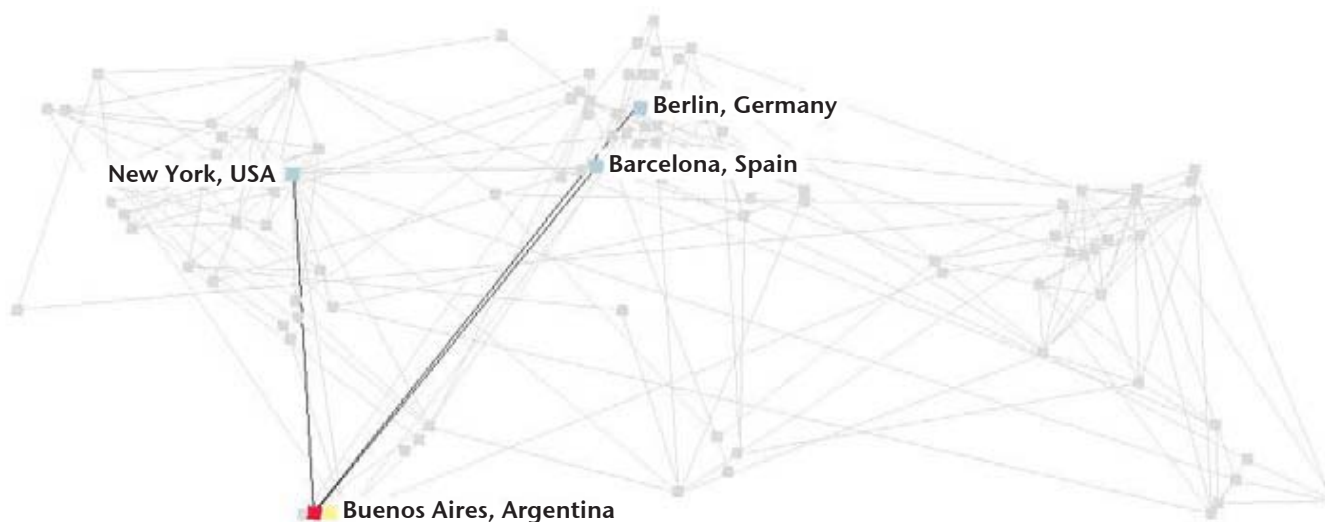 Berlin, Germany
Barcelona, Spain
New York, USA
Buenos Aires, Argentina